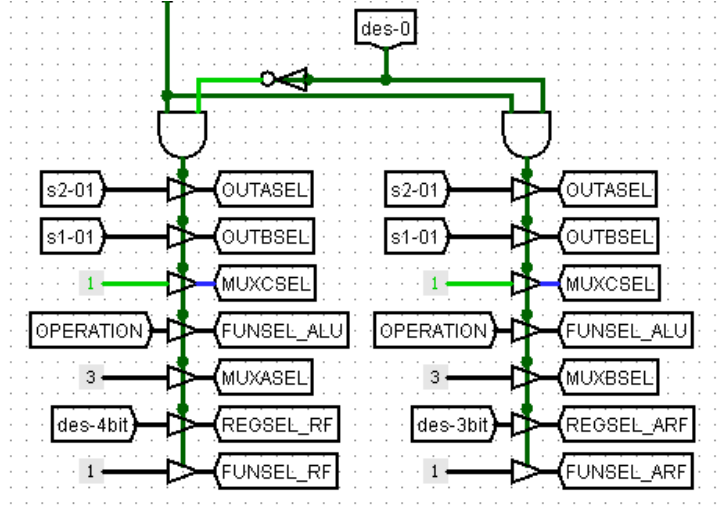 des-0
s2-01 OUTASEL s2-01 OUTASEL
s1-01 OUTBSEL s1-01 OUTBSEL
1 MUXCSEL 1 MUXCSEL
OPERATION FUNSEL_ALU OPERATION FUNSEL_ALU
3 MUXASEL 3 MUXBSEL
des-4bit REGSEL_RF des-3bit REGSEL_ARF
1 FUNSEL_RF 1 FUNSEL_ARF